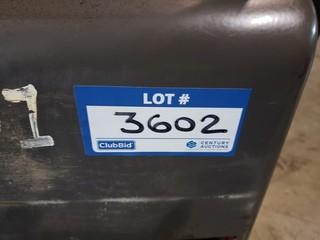 LOT #
3602
ClubBid
CENTURY
AUCTIONS